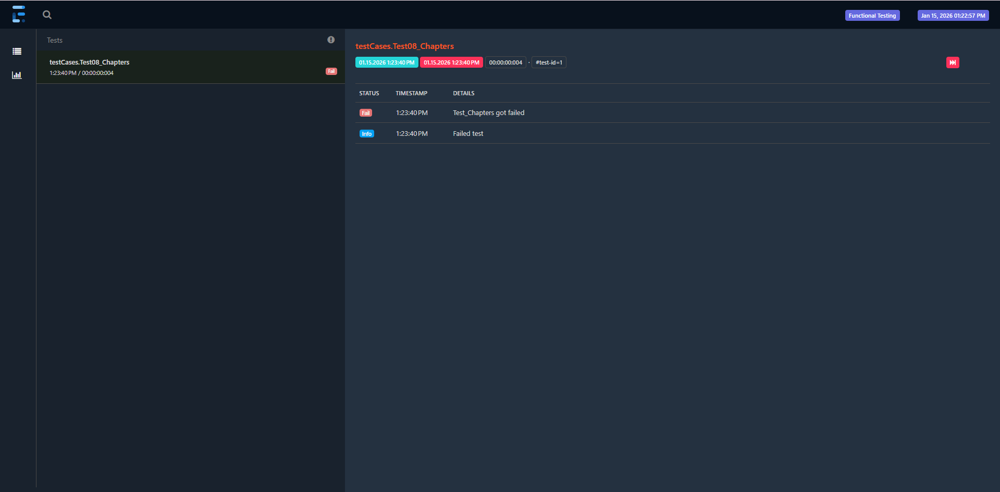 Functional Testing
Jan 15, 2026 01:22:57 PM
Tests
testCases.Test08_Chapters
1:23:40 PM / 00:00:00:004
Fail
testCases.Test08_Chapters
01.15.2026 1:23:40 PM 01.15.2026 1:23:40 PM 00:00:00:004 · #test-id=1
STATUS TIMESTAMP DETAILS
Fail 1:23:40 PM Test_Chapters got failed
Info 1:23:40 PM Failed test